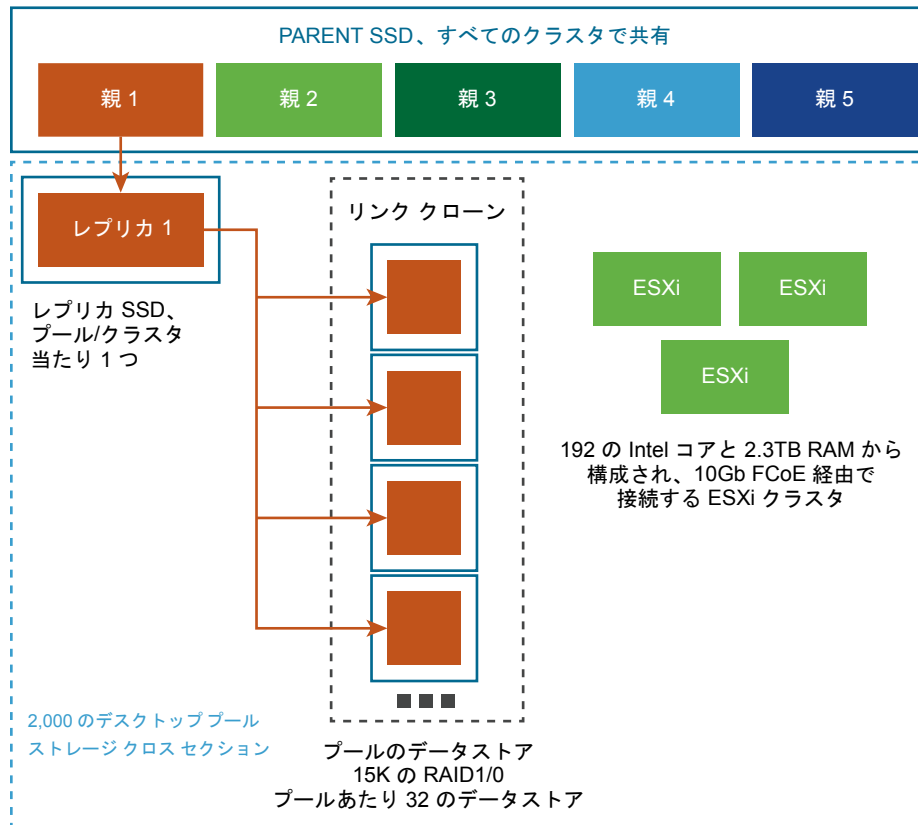 PARENT SSD、すべてのクラスタで共有
親 1
親 2
親 3
親 4
親 5
レプリカ 1
レプリカ SSD、
プール/クラスタ
当たり 1 つ
リンク クローン
ESXi
ESXi
ESXi
192 の Intel コアと 2.3TB RAM から
構成され、10Gb FCoE 経由で
接続する ESXi クラスタ
2,000 のデスクトップ プール
ストレージ クロス セクション
プールのデータストア
15K の RAID1/0
プールあたり 32 のデータストア